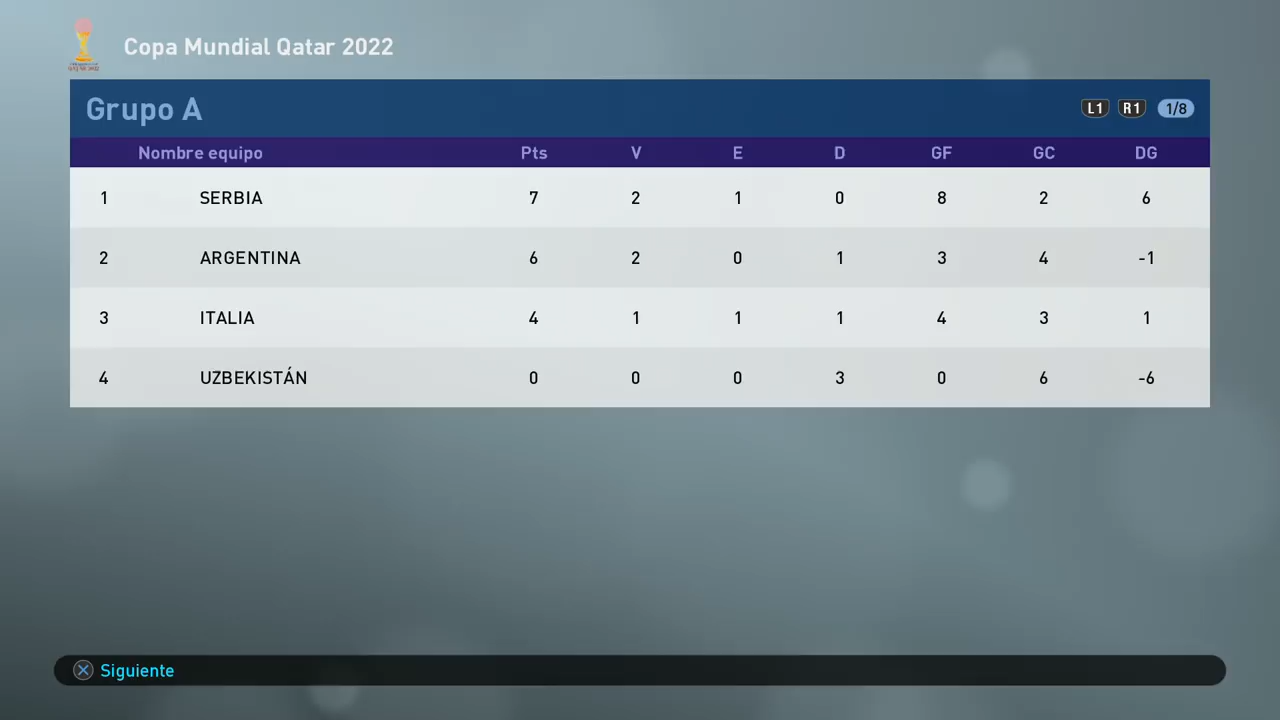 Copa Mundial Qatar 2022
Grupo A L1 R1 1/8
Nombre equipo Pts V E D GF GC DG
1 SERBIA 7 2 1 0 8 2 6
2 ARGENTINA 6 2 0 1 3 4 -1
3 ITALIA 4 1 1 1 4 3 1
4 UZBEKISTÁN 0 0 0 3 0 6 -6
Siguiente